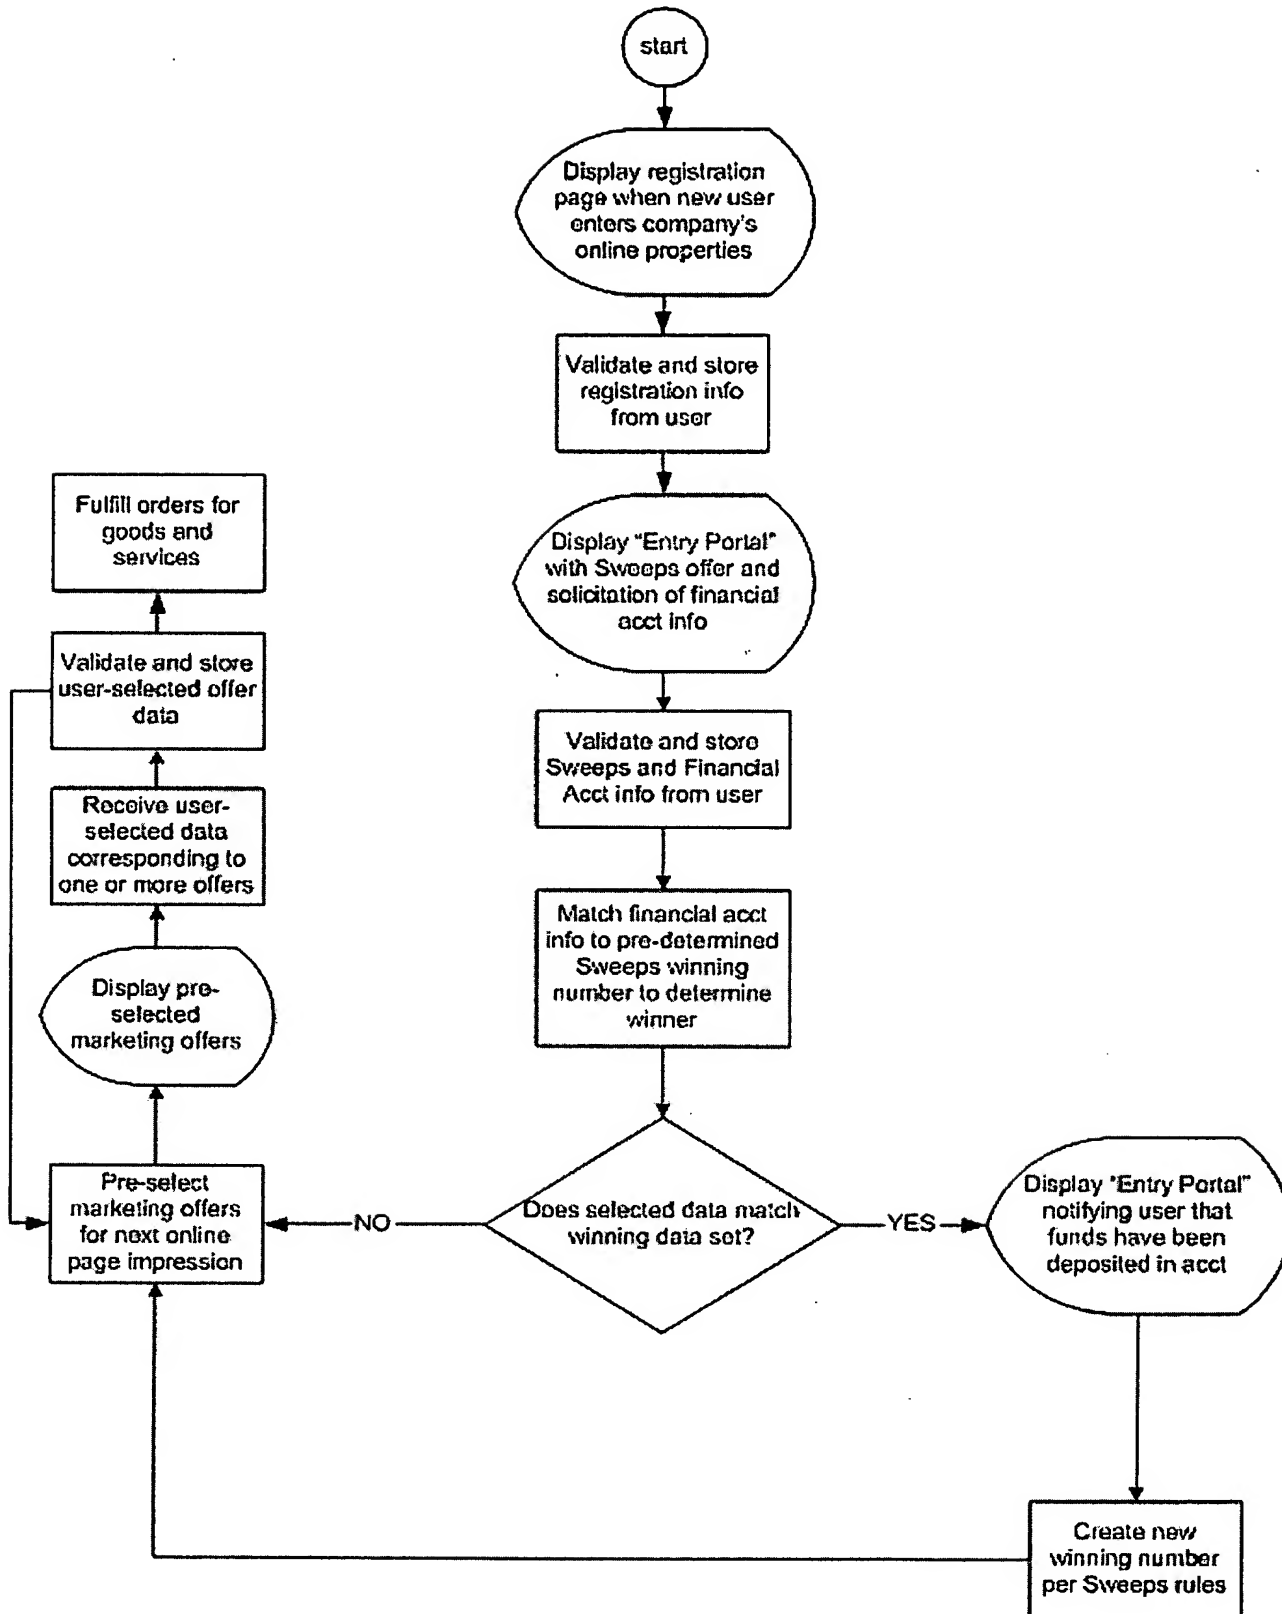 start
Display registration
page when new user
enters company's
online properties
Validate and store
registration info
from user
Display "Entry Portal"
with Sweeps offer and
solicitation of financial
acct info
Validate and store
Sweeps and Financial
Acct info from user
Match financial acct
info to pre-determined
Sweeps winning
number to determine
winner
Does selected data match
winning data set?
NO
YES
Display "Entry Portal"
notifying user that
funds have been
deposited in acct
Create new
winning number
per Sweeps rules
Pre-select
marketing offers
for next online
page impression
Display pre-
selected
marketing offers
Receive user-
selected data
corresponding to
one or more offers
Validate and store
user-selected offer
data
Fulfill orders for
goods and
services